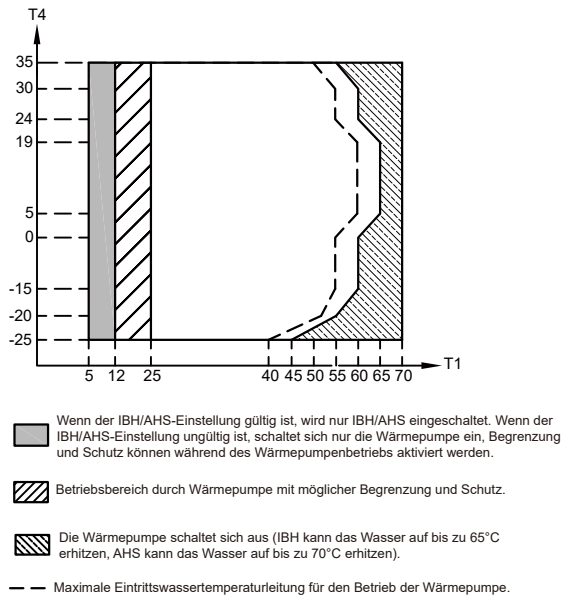 T4
35
30
24
19
5
0
-15
-20
-25
5 12 25 40 45 50 55 60 65 70
T1
Wenn der IBH/AHS-Einstellung gültig ist, wird nur IBH/AHS eingeschaltet. Wenn der
IBH/AHS-Einstellung ungültig ist, schaltet sich nur die Wärmepumpe ein, Begrenzung
und Schutz können während des Wärmepumpenbetriebs aktiviert werden.
Betriebsbereich durch Wärmepumpe mit möglicher Begrenzung und Schutz.
Die Wärmepumpe schaltet sich aus (IBH kann das Wasser auf bis zu 65°C
erhitzen, AHS kann das Wasser auf bis zu 70°C erhitzen).
Maximale Eintrittswassertemperaturleitung für den Betrieb der Wärmepumpe.